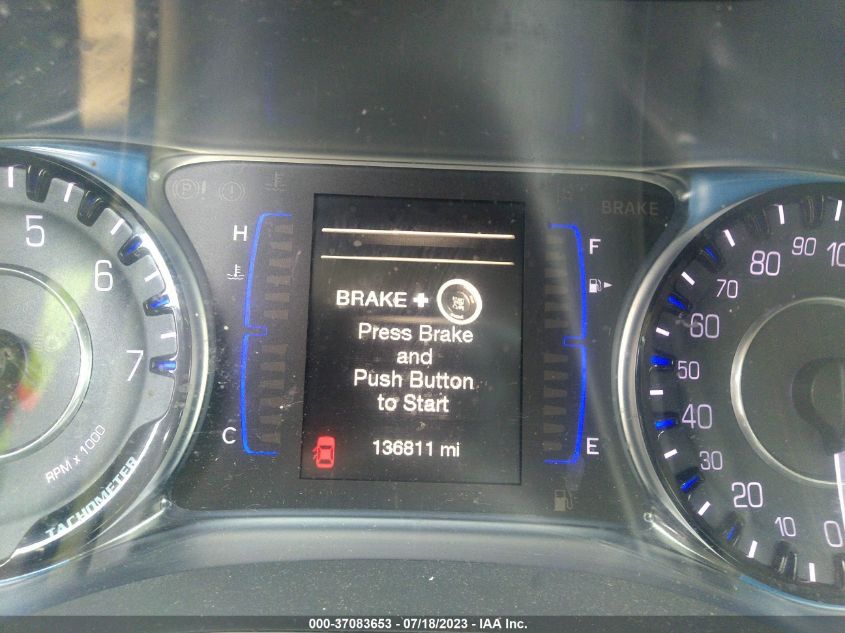 BRAKE
H
F
BRAKE +
Press Brake
and
Push Button
to Start
C
E
136811 mi
5
6
7
RPM x 1000
TACHOMETER
0
10
20
30
40
50
60
70
80
90
000-37083653 - 07/18/2023 - IAA Inc.